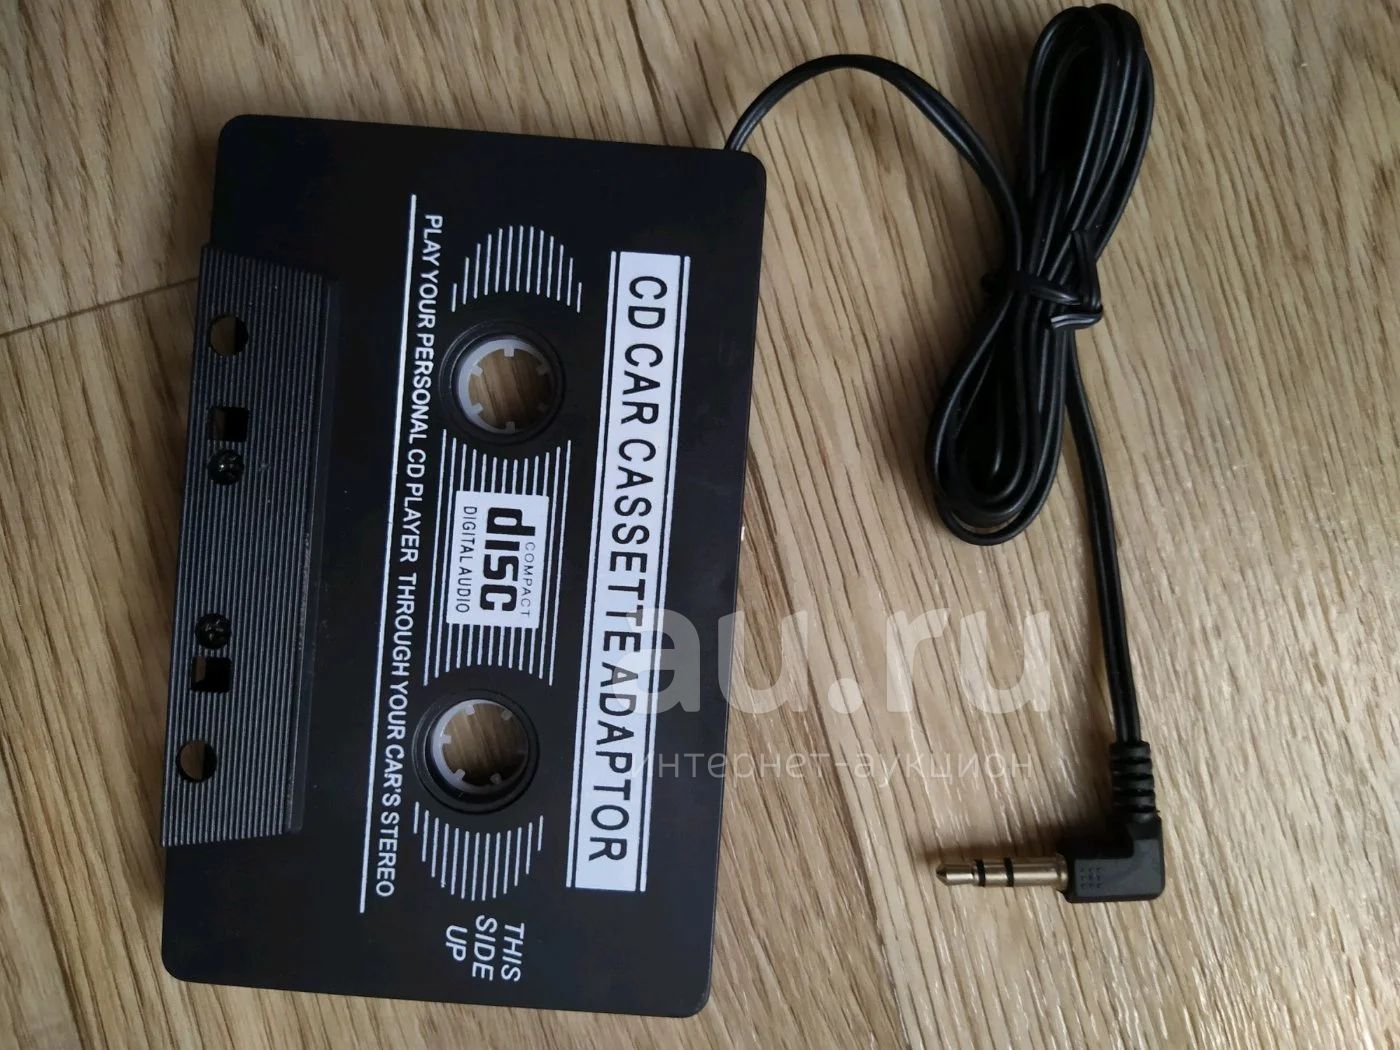 CD CAR CASSETTE ADAPTOR
COMPACT
disc
DIGITAL AUDIO
PLAY YOUR PERSONAL CD PLAYER THROUGH YOUR CAR'S STEREO
THIS
SIDE
UP
au.ru
интернет-аукцион